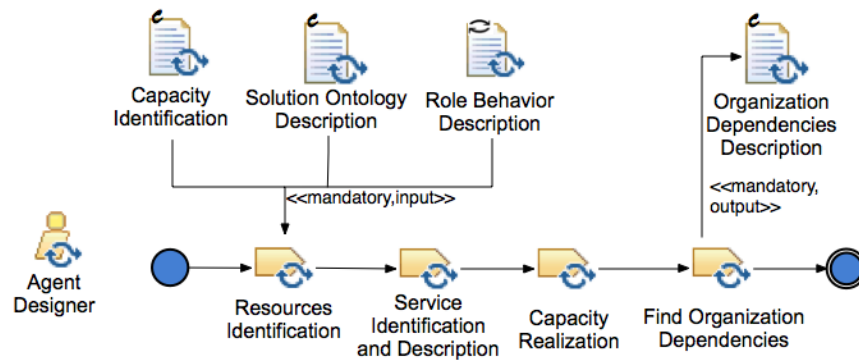 c
c
c
Capacity
Identification
Solution Ontology
Description
Role Behavior
Description
Organization
Dependencies
Description
<<mandatory,input>>
<<mandatory,
output>>
Agent
Designer
Resources
Identification
Service
Identification
and Description
Capacity
Realization
Find Organization
Dependencies